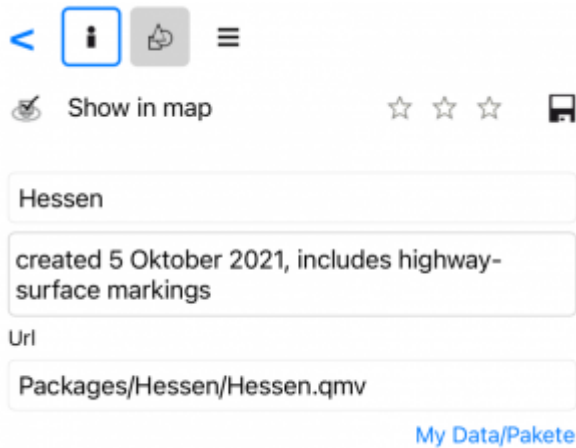 <
Show in map
Hessen
created 5 Oktober 2021, includes highway-
surface markings
Url
Packages/Hessen/Hessen.qmv
My Data/Pakete